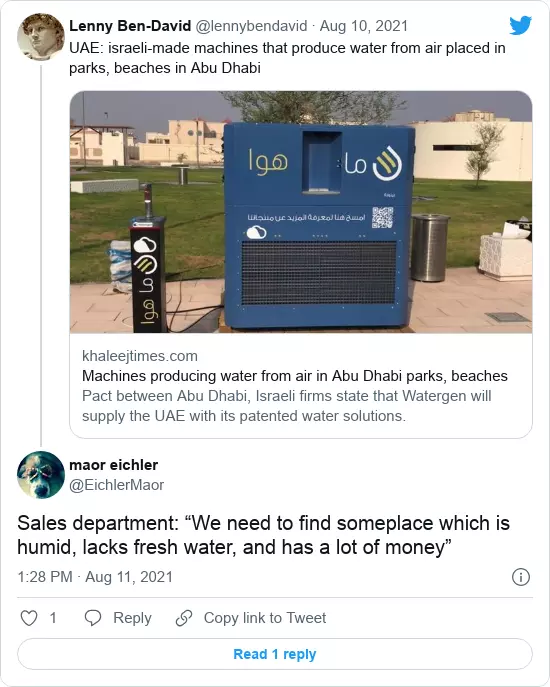 Lenny Ben-David @lennybendavid · Aug 10, 2021
UAE: israeli-made machines that produce water from air placed in
parks, beaches in Abu Dhabi
ما هوا
امسح هنا لمعرفة المزيد عن منتجاتنا
ما هوا
khaleejtimes.com
Machines producing water from air in Abu Dhabi parks, beaches
Pact between Abu Dhabi, Israeli firms state that Watergen will
supply the UAE with its patented water solutions.
maor eichler
@EichlerMaor
Sales department: “We need to find someplace which is
humid, lacks fresh water, and has a lot of money”
1:28 PM · Aug 11, 2021
1 Reply Copy link to Tweet
Read 1 reply